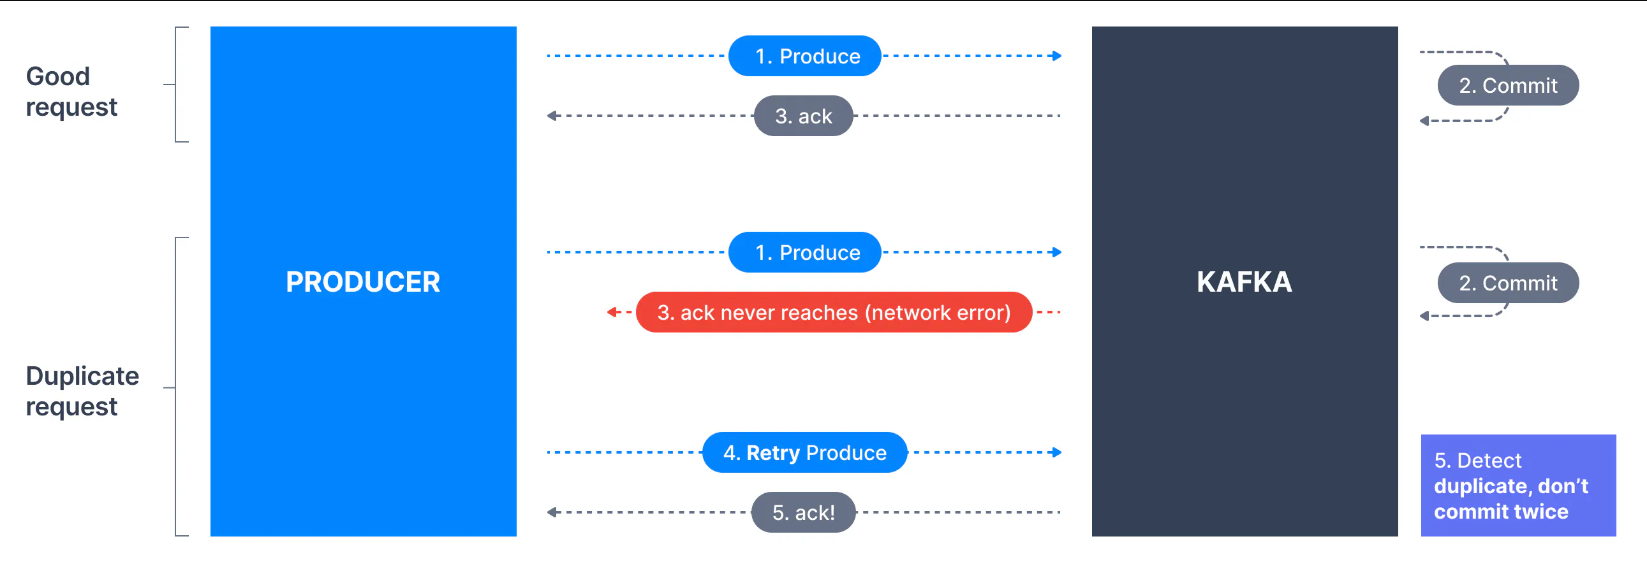 Good
request
PRODUCER
1. Produce
3. ack
KAFKA
2. Commit
Duplicate
request
1. Produce
3. ack never reaches (network error)
2. Commit
4. Retry Produce
5. ack!
5. Detect
duplicate, don’t
commit twice